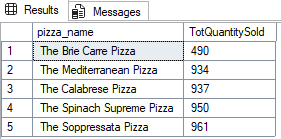 Results Messages
pizza_name TotQuantitySold
1 The Brie Carre Pizza 490
2 The Mediterranean Pizza 934
3 The Calabrese Pizza 937
4 The Spinach Supreme Pizza 950
5 The Soppressata Pizza 961